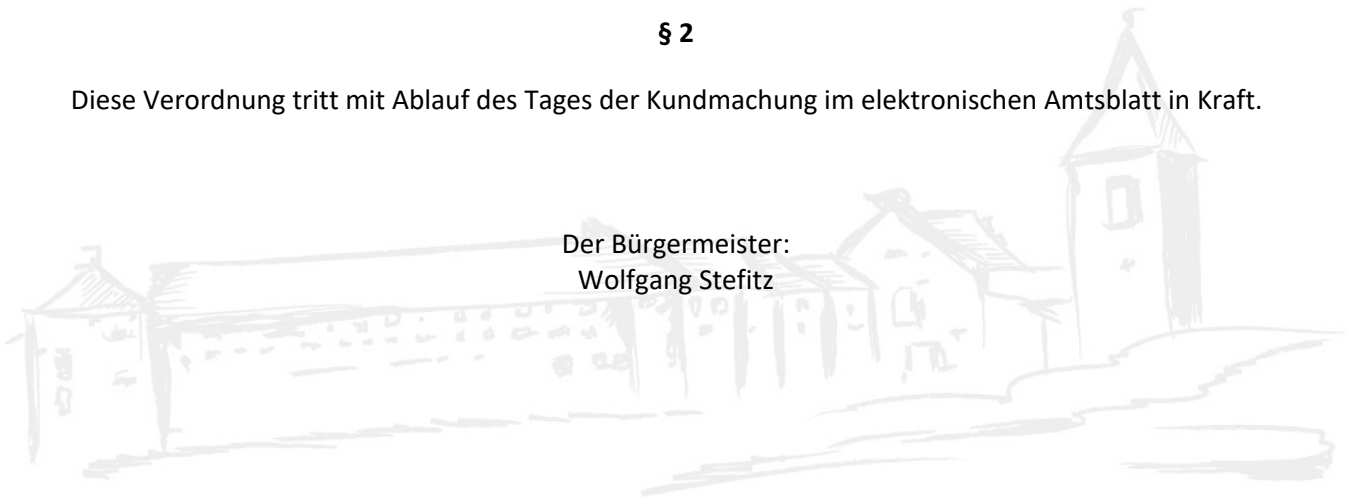 § 2
Diese Verordnung tritt mit Ablauf des Tages der Kundmachung im elektronischen Amtsblatt in Kraft.
Der Bürgermeister:
Wolfgang Stefitz